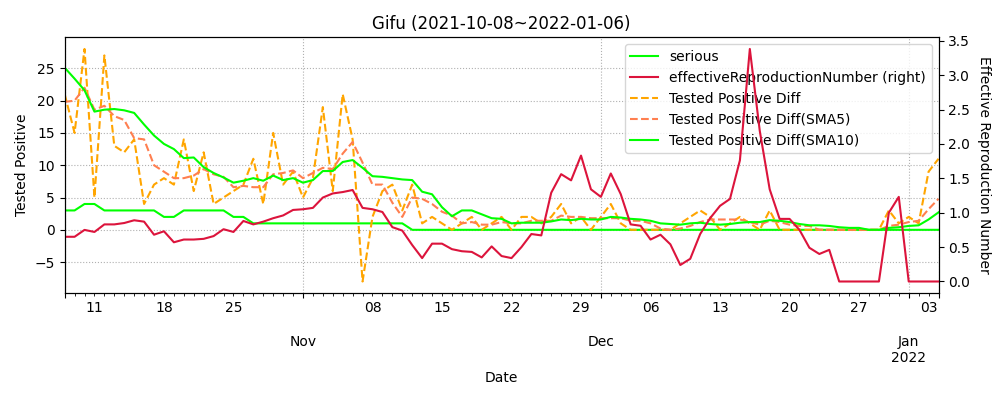 Gifu (2021-10-08~2022-01-06)
serious
effectiveReproductionNumber (right)
Tested Positive Diff
Tested Positive Diff(SMA5)
Tested Positive Diff(SMA10)
Tested Positive
25
20
15
10
5
0
−5
3.5
3.0
2.5
2.0
1.5
1.0
0.5
0.0
Effective Reproduction Number
11 18 25 08 15 22 29 06 13 20 27 03
Nov Dec Jan
2022
Date